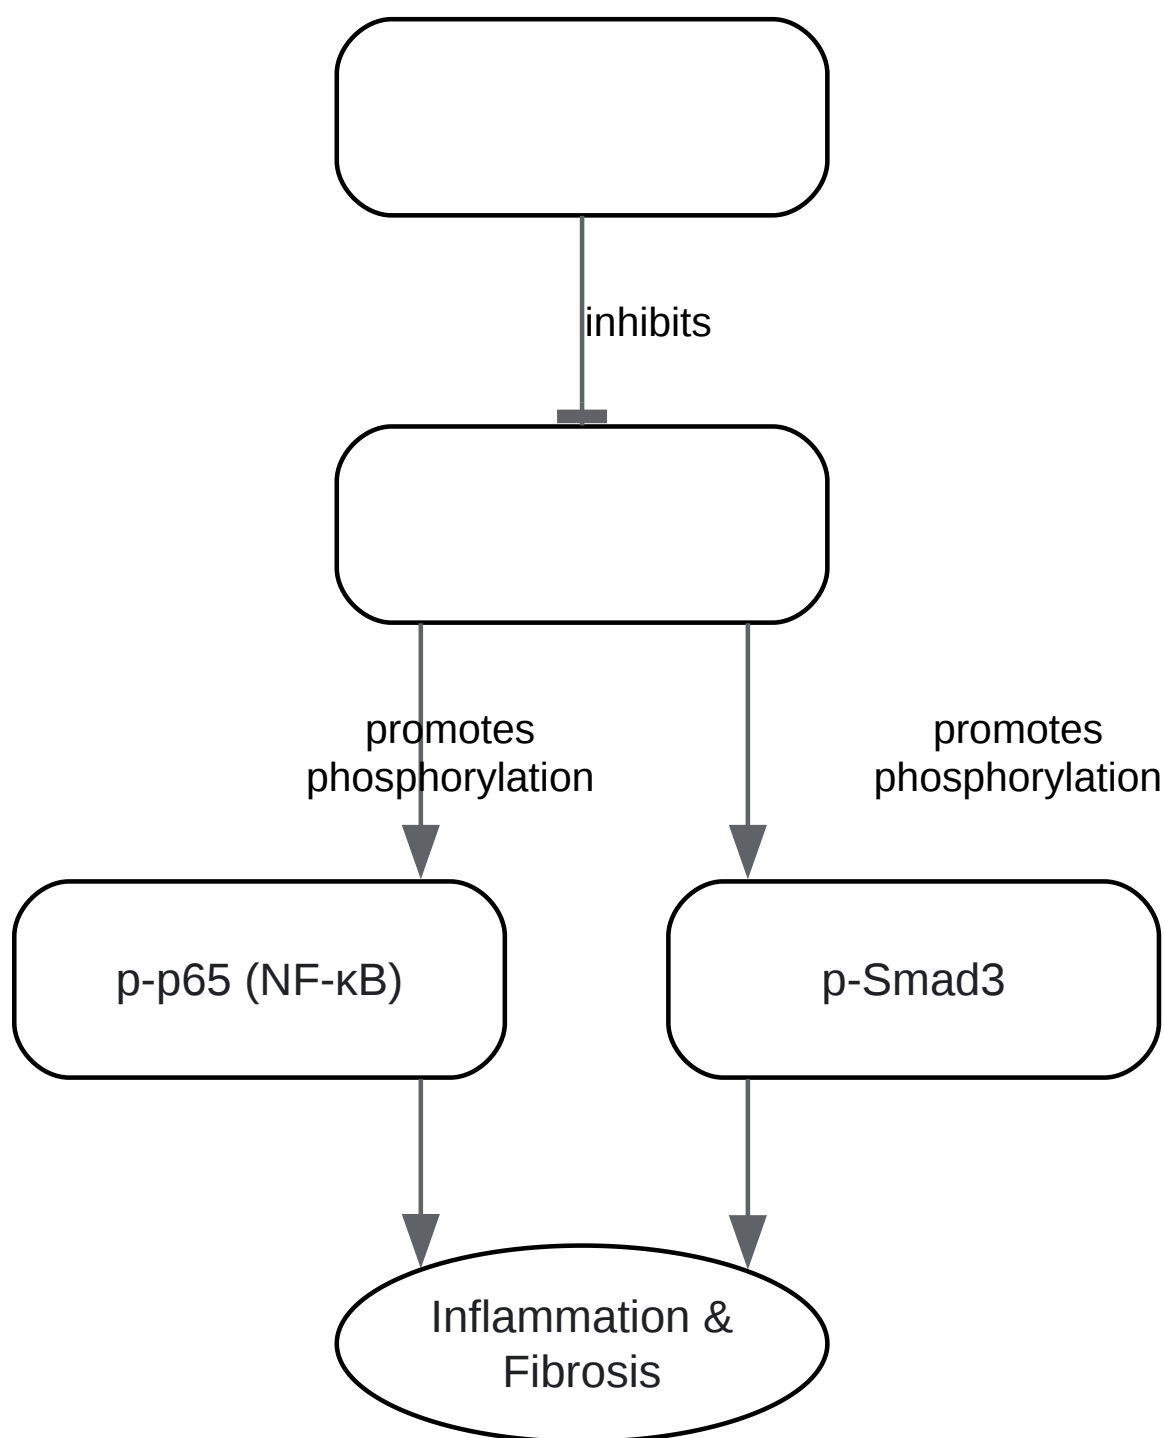 inhibits
promotes
phosphorylation
promotes
phosphorylation
p-p65 (NF-κB)
p-Smad3
Inflammation &
Fibrosis